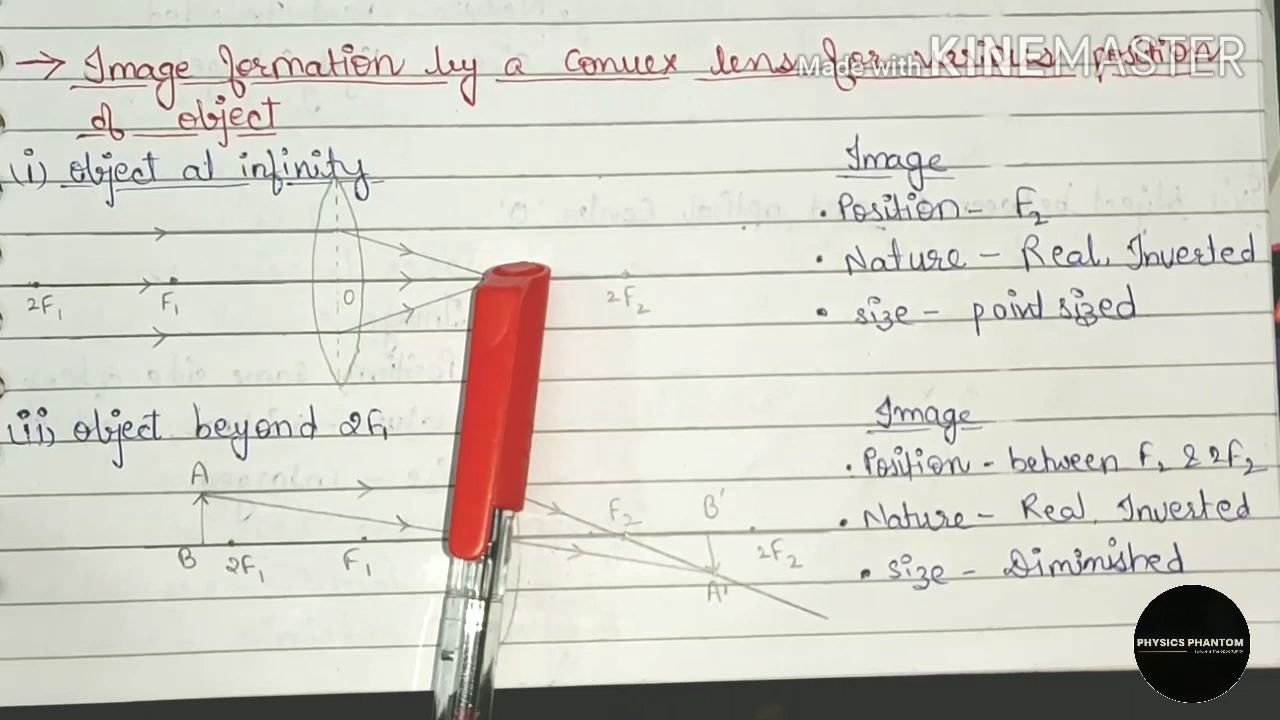 → Image formation by a convex lens for various position
Made with KINEMASTER
of object
(i) object at infinity
2F₁ F₁ O 2F₂
Image
• Position - F₂
• Nature - Real, Inverted
• size - point sized
(ii) object beyond 2F₁
A
B 2F₁ F₁ F₂ B' 2F₂
A'
Image
• Position - between F₂ & 2F₂
• Nature - Real, Inverted
• size - Diminished
PHYSICS PHANTOM